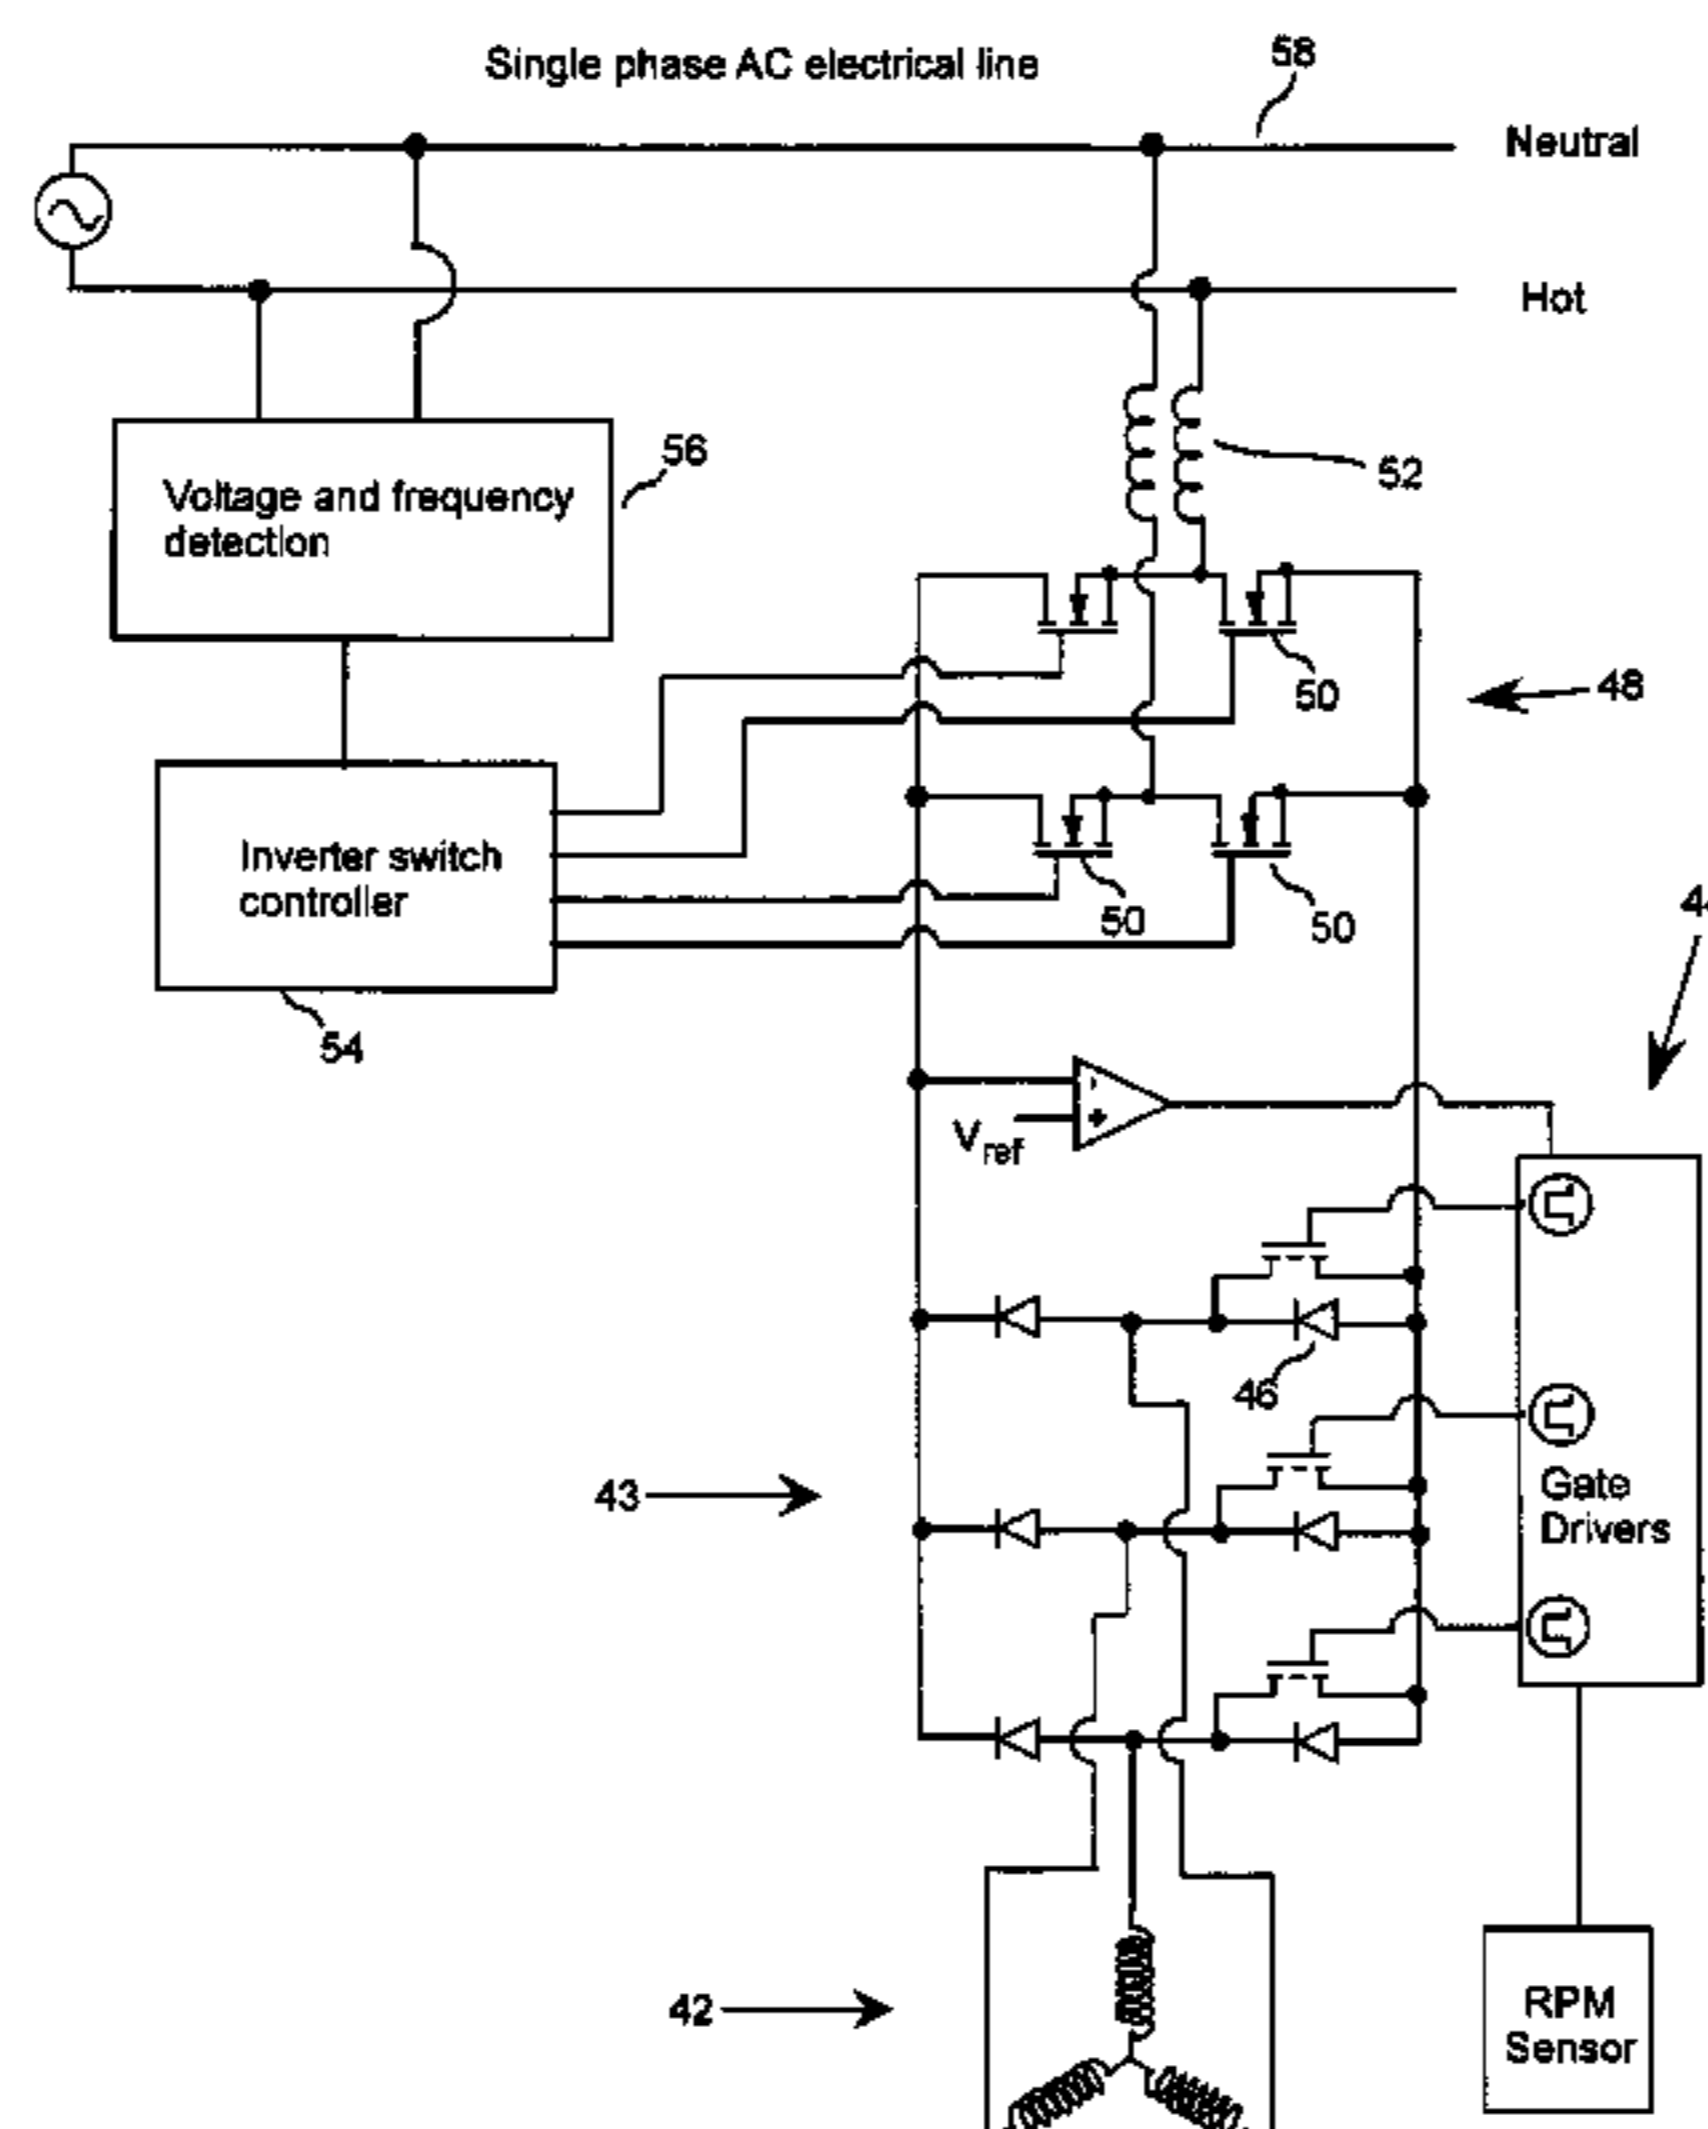 Single phase AC electrical line
58
Neutral
Hot
56
Voltage and frequency
detection
52
50
48
Inverter switch
controller
50
50
54
Vref
-
+
46
43
Gate
Drivers
42
RPM
Sensor